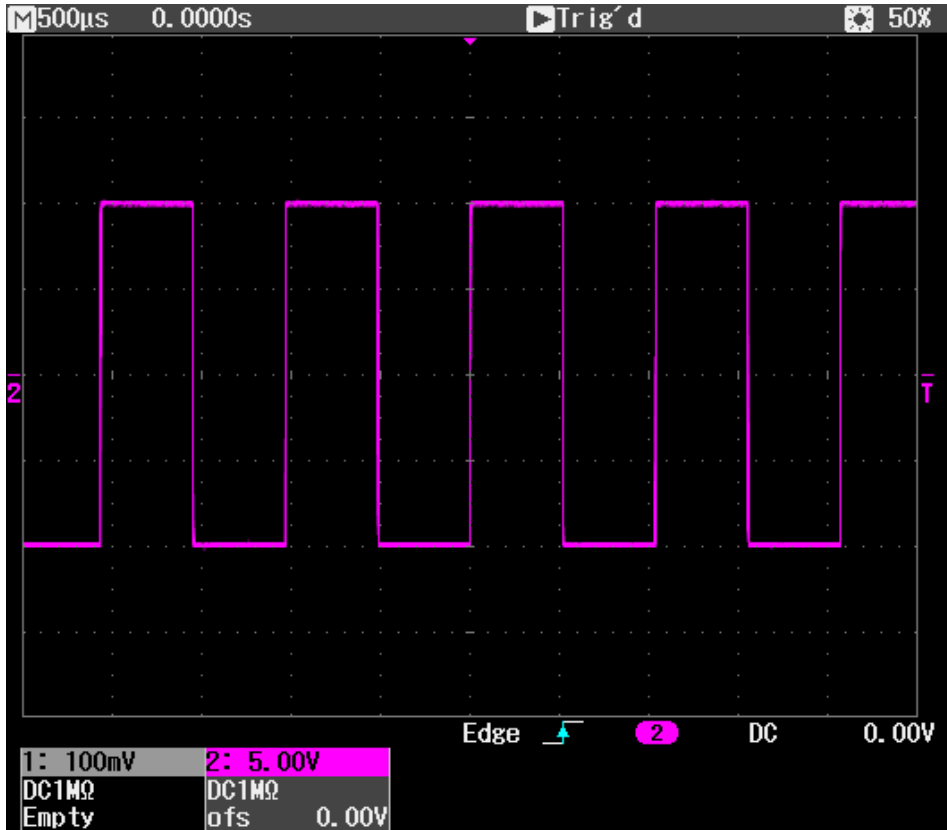 M 500µs 0.0000s Trig´d 50%
2 T
Edge 2 DC 0.00V
1: 100mV 2: 5.00V
DC1MΩ DC1MΩ
Empty ofs 0.00V